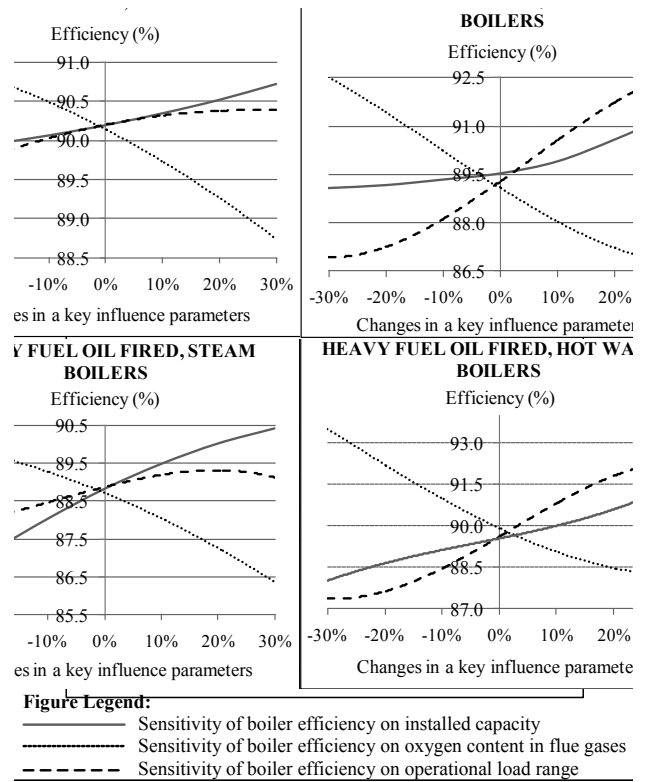 Efficiency (%)
91.0
90.5
90.0
89.5
89.0
88.5
-10% 0% 10% 20% 30%
es in a key influence parameters
BOILERS
Efficiency (%)
92.5
91.0
89.5
88.0
86.5
-30% -20% -10% 0% 10% 20%
Changes in a key influence parameter
Y FUEL OIL FIRED, STEAM
BOILERS
Efficiency (%)
90.5
89.5
88.5
87.5
86.5
85.5
-10% 0% 10% 20% 30%
es in a key influence parameters
HEAVY FUEL OIL FIRED, HOT WA
BOILERS
Efficiency (%)
93.0
91.5
90.0
88.5
87.0
-30% -20% -10% 0% 10% 20%
Changes in a key influence paramete
Figure Legend:
Sensitivity of boiler efficiency on installed capacity
Sensitivity of boiler efficiency on oxygen content in flue gases
Sensitivity of boiler efficiency on operational load range